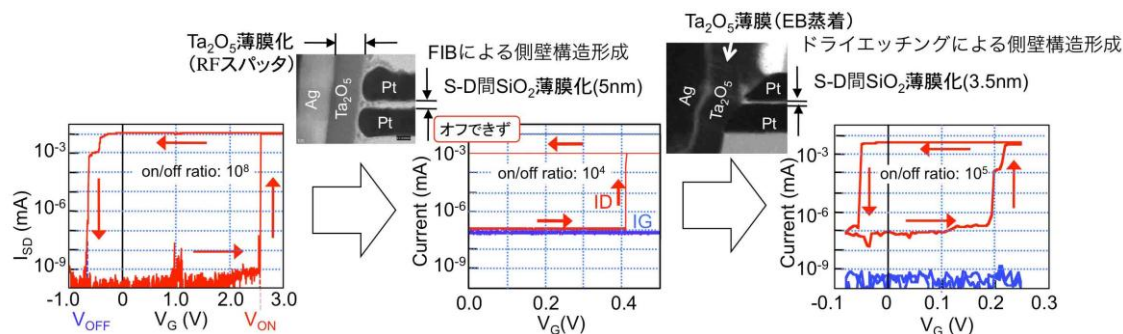 Ta₂O₅薄膜化
(RFスパッタ)
FIBによる側壁構造形成
S-D間SiO₂薄膜化(5nm)
Ag
Ta₂O₅
Pt
Pt
Ta₂O₅薄膜(EB蒸着)
ドライエッチングによる側壁構造形成
S-D間SiO₂薄膜化(3.5nm)
Ag
Ta₂O₅
Pt
Pt
I_SD (mA)
10⁻³
10⁻⁶
10⁻⁹
on/off ratio: 10⁸
-1.0
0
1.0
2.0
3.0
V_OFF
V_G (V)
V_ON
オフできず
Current (mA)
10⁻³
10⁻⁶
10⁻⁹
on/off ratio: 10⁴
ID
IG
0.0
0.2
0.4
V_G(V)
Current (mA)
10⁻³
10⁻⁶
10⁻⁹
on/off ratio: 10⁵
-0.1
0
0.1
0.2
0.3
V_G (V)